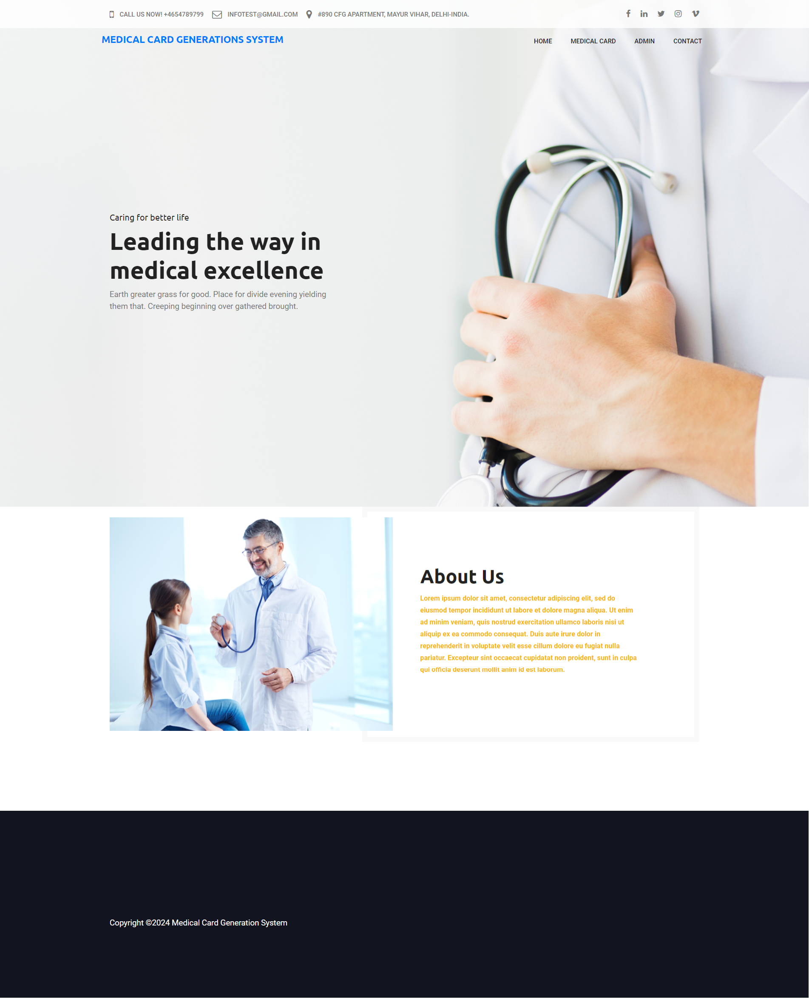 CALL US NOW! +4654789799 INFOTEST@GMAIL.COM #890 CFG APARTMENT, MAYUR VIHAR, DELHI-INDIA.
MEDICAL CARD GENERATIONS SYSTEM
HOME MEDICAL CARD ADMIN CONTACT
Caring for better life
Leading the way in
medical excellence
Earth greater grass for good. Place for divide evening yielding
them that. Creeping beginning over gathered brought.
About Us
Lorem ipsum dolor sit amet, consectetur adipiscing elit, sed do
eiusmod tempor incididunt ut labore et dolore magna aliqua. Ut enim
ad minim veniam, quis nostrud exercitation ullamco laboris nisi ut
aliquip ex ea commodo consequat. Duis aute irure dolor in
reprehenderit in voluptate velit esse cillum dolore eu fugiat nulla
pariatur. Excepteur sint occaecat cupidatat non proident, sunt in culpa
qui officia deserunt mollit anim id est laborum.
Copyright ©2024 Medical Card Generation System